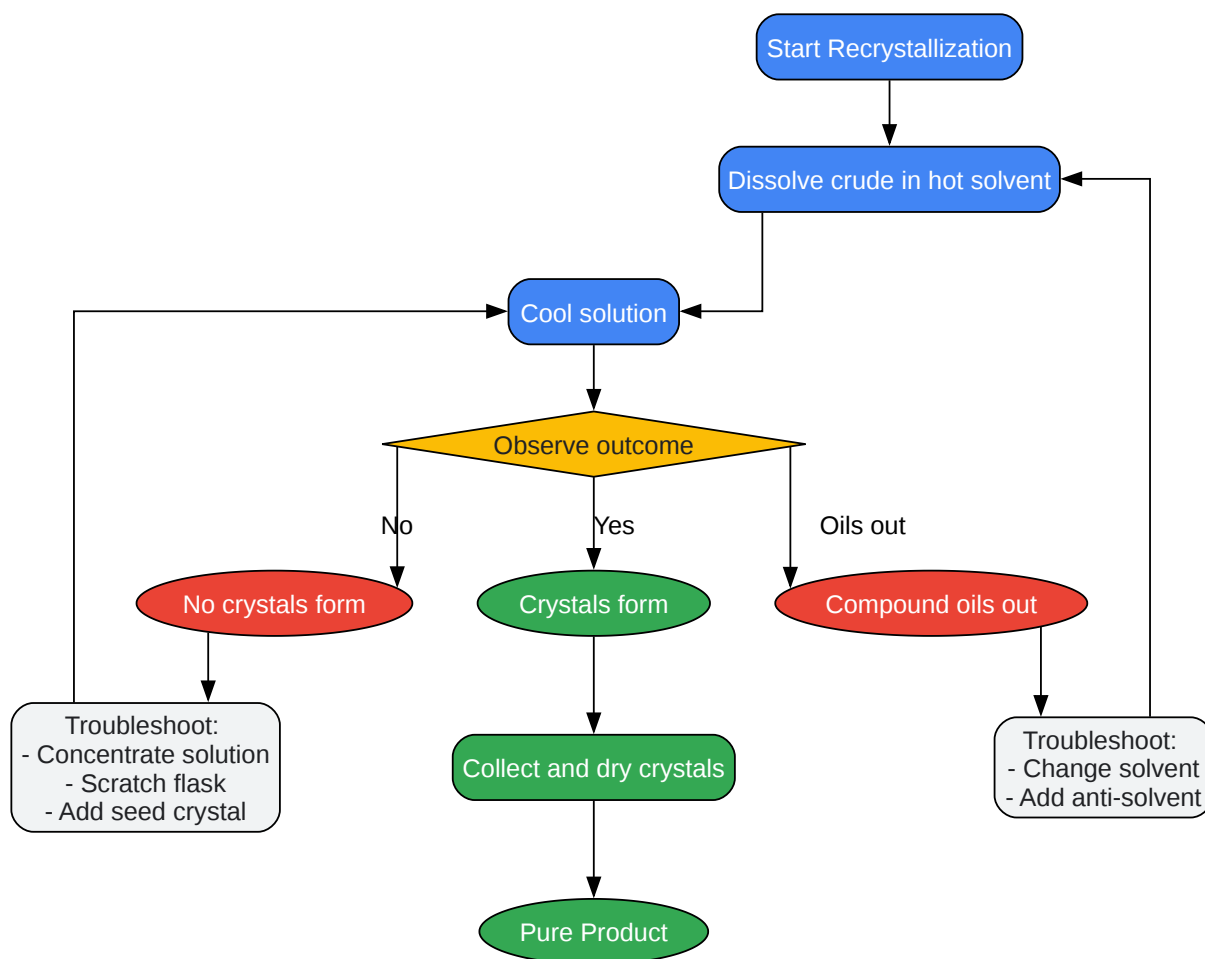 Start Recrystallization
Dissolve crude in hot solvent
Cool solution
Observe outcome
No
Yes
Oils out
No crystals form
Crystals form
Compound oils out
Troubleshoot:
- Concentrate solution
- Scratch flask
- Add seed crystal
Collect and dry crystals
Troubleshoot:
- Change solvent
- Add anti-solvent
Pure Product